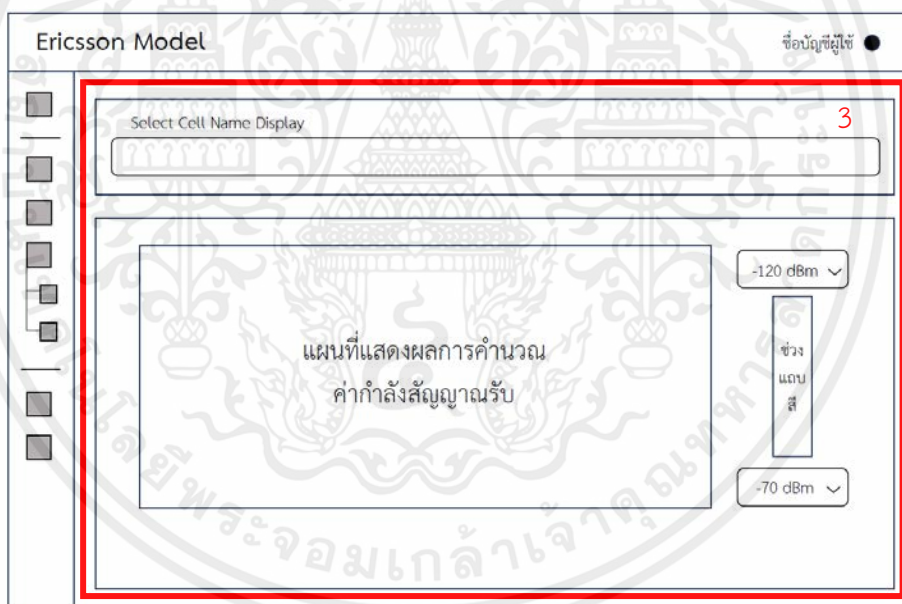 Ericsson Model
ชื่อบัญชีผู้ใช้
3
Select Cell Name Display
-120 dBm
แผนที่แสดงผลการคำนวณ
ค่ากำลังสัญญาณรับ
ช่วง
แถบ
สี
-70 dBm